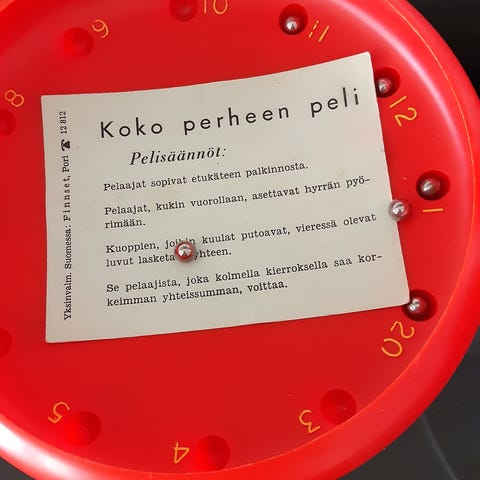 Koko perheen peli
Pelisäännöt:
Pelaajat sopivat etukäteen palkinnosta.
Pelaajat, kukin vuorollaan, asettavat hyrrän pyö-
rimään.
Kuoppien, joihin kuulat putoavat, vieressä olevat
luvut lasketaan yhteen.
Se pelaajista, joka kolmella kierroksella saa kor-
keimman yhteissumman, voittaa.
Yksinvalm. Suomessa: Finnset, Pori ☎ 12 812
8
9
10
11
12
1
20
3
4
5